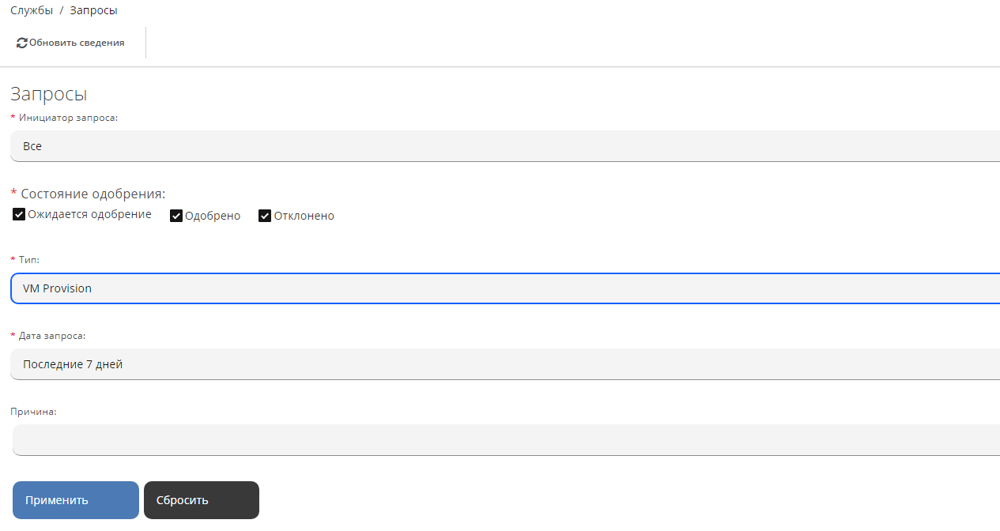 Службы / Запросы
Обновить сведения
Запросы
* Инициатор запроса:
Все
* Состояние одобрения:
Ожидается одобрение Одобрено Отклонено
* Тип:
VM Provision
* Дата запроса:
Последние 7 дней
Причина:
Применить Сбросить